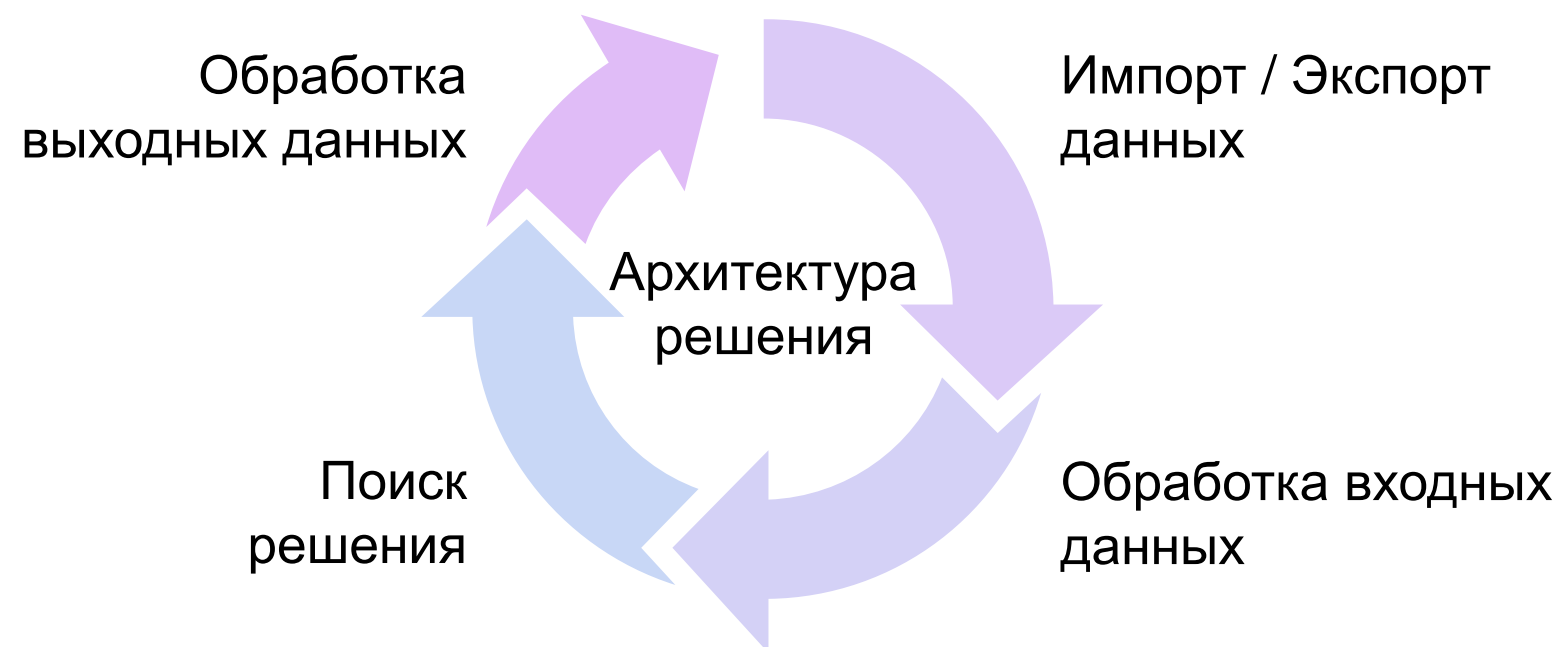 Обработка
выходных данных
Импорт / Экспорт
данных
Архитектура
решения
Поиск
решения
Обработка входных
данных